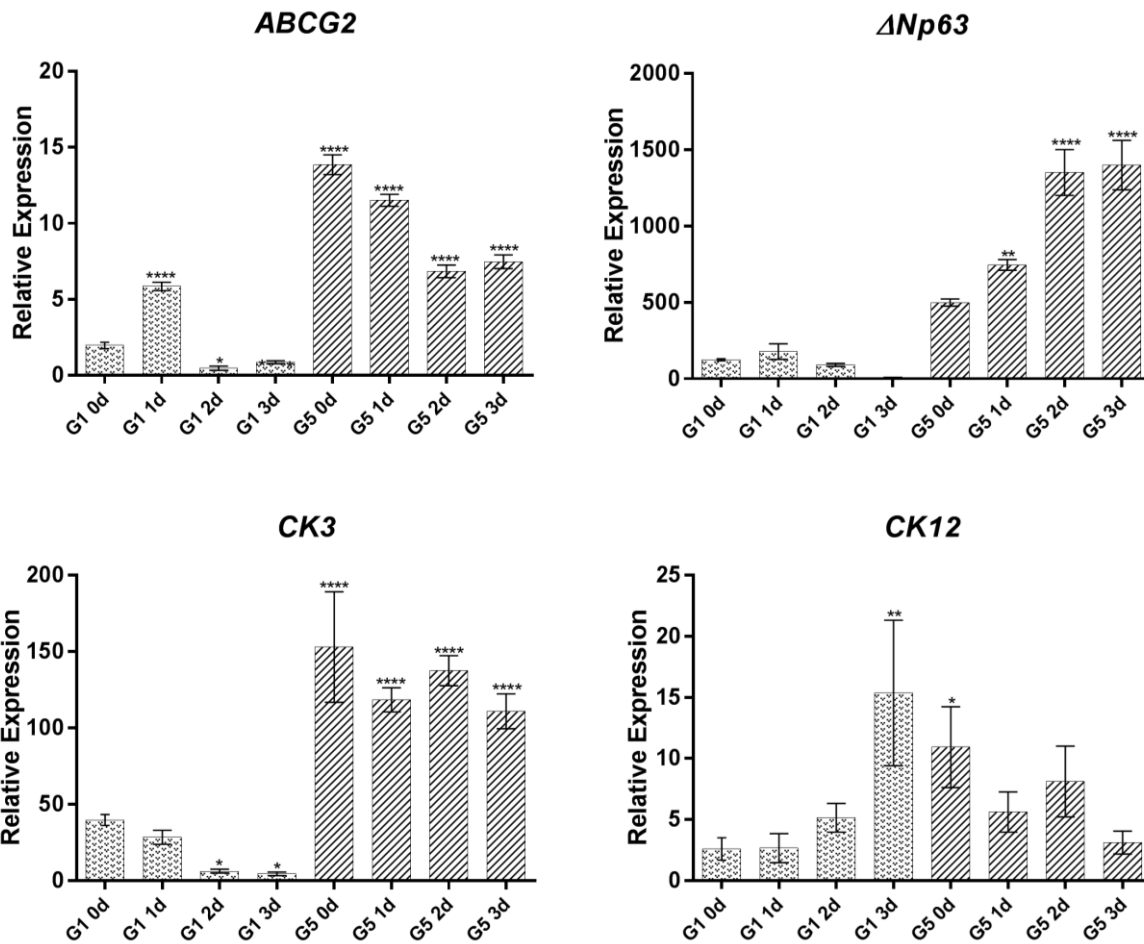 ABCG2
Relative Expression
20
15
10
5
0
****
*
* *
****
****
****
****
G1 0d
G1 1d
G1 2d
G1 3d
G5 0d
G5 1d
G5 2d
G5 3d
ΔNp63
Relative Expression
2000
1500
1000
500
0
**
****
****
G1 0d
G1 1d
G1 2d
G1 3d
G5 0d
G5 1d
G5 2d
G5 3d
CK3
Relative Expression
200
150
100
50
0
*
*
****
****
****
****
G1 0d
G1 1d
G1 2d
G1 3d
G5 0d
G5 1d
G5 2d
G5 3d
CK12
Relative Expression
25
20
15
10
5
0
**
*
G1 0d
G1 1d
G1 2d
G1 3d
G5 0d
G5 1d
G5 2d
G5 3d